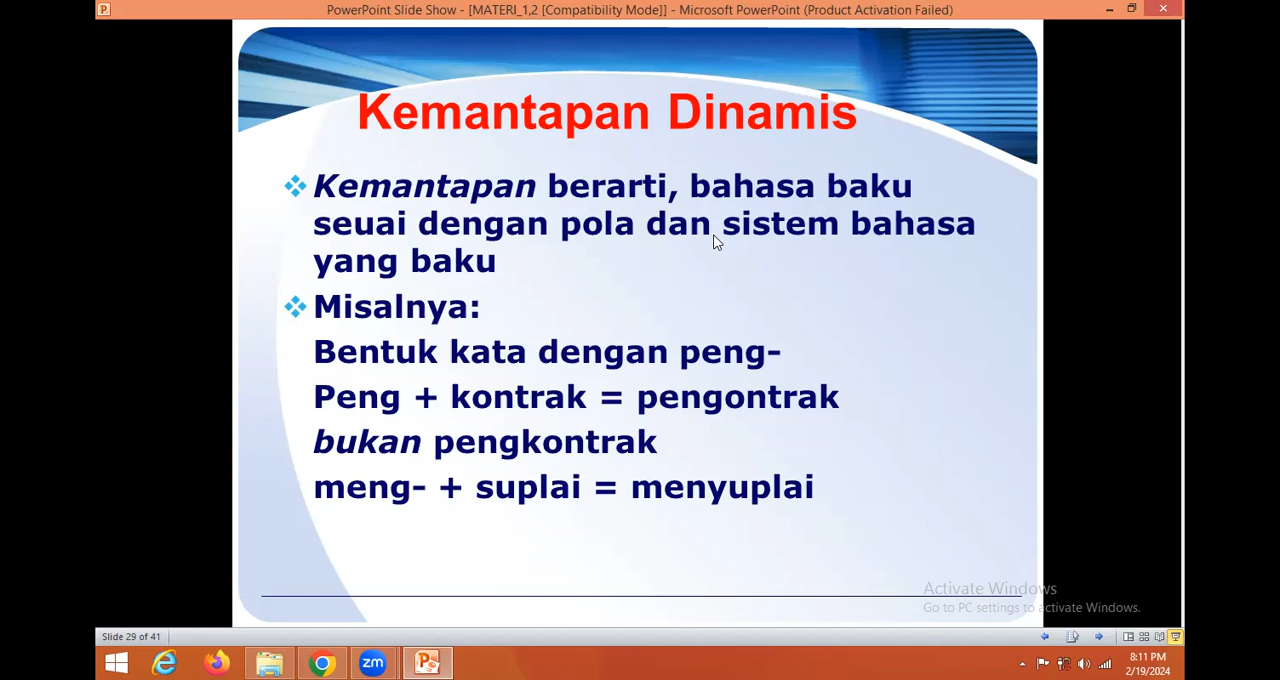 PowerPoint Slide Show - [MATERI_1,2 [Compatibility Mode]] - Microsoft PowerPoint (Product Activation Failed)
Kemantapan Dinamis
Kemantapan berarti, bahasa baku
seuai dengan pola dan sistem bahasa
yang baku
Misalnya:
Bentuk kata dengan peng-
Peng + kontrak = pengontrak
bukan pengkontrak
meng- + suplai = menyuplai
Activate Windows
Go to PC settings to activate Windows.
Slide 29 of 41
zm
8:11 PM
2/19/2024